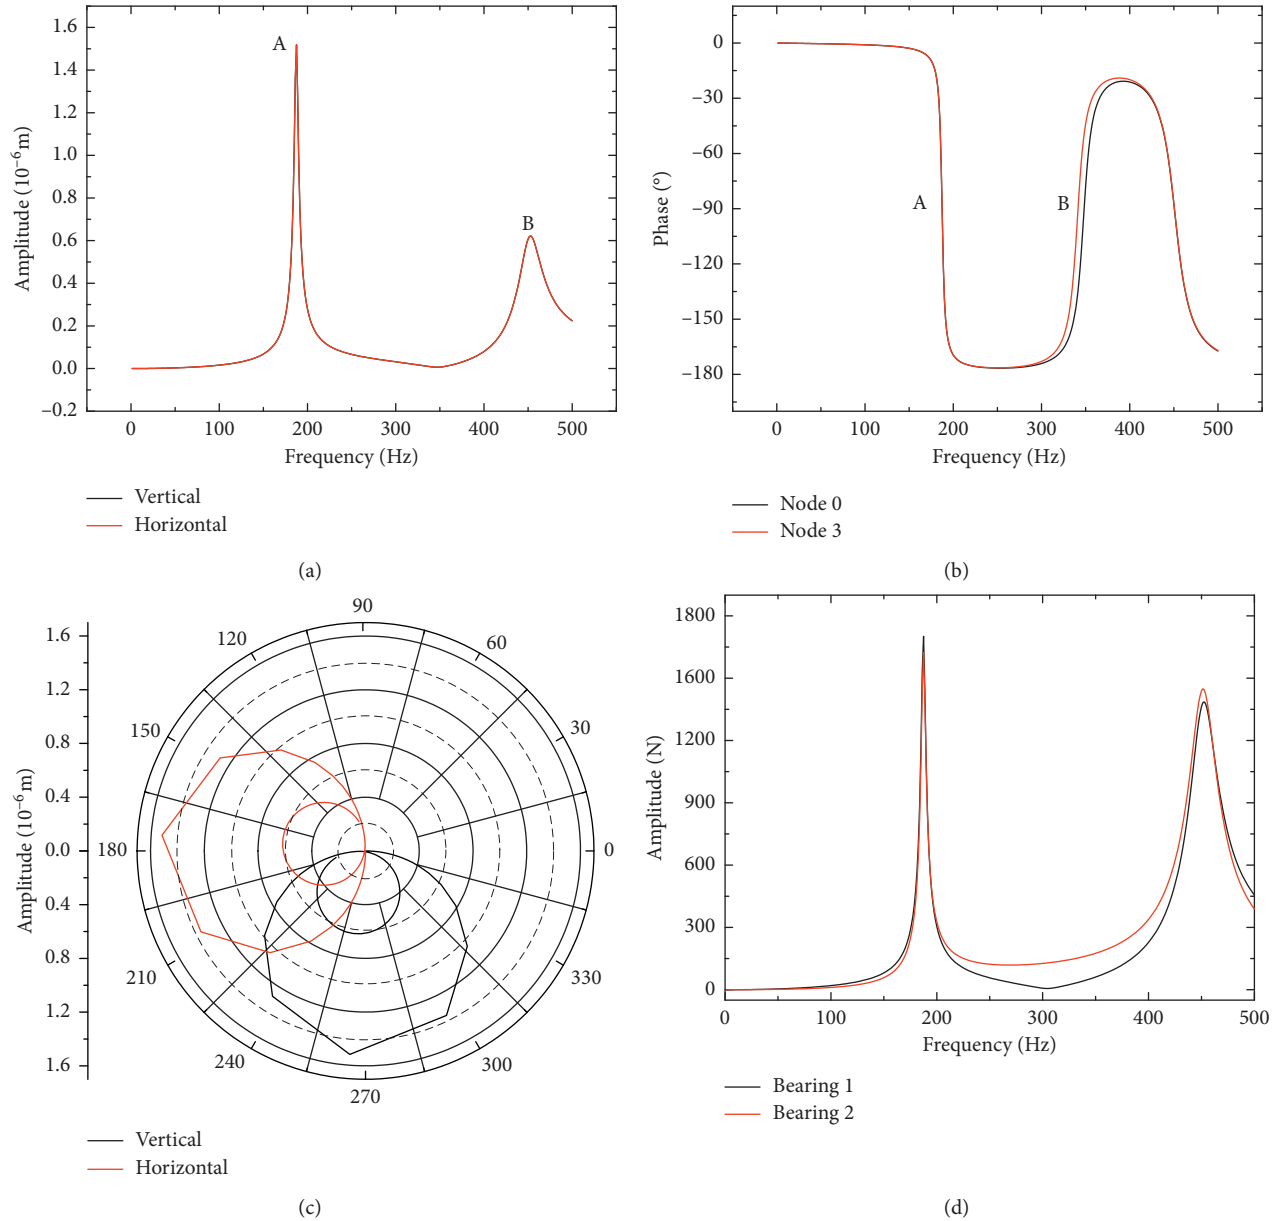 1.6
1.4
1.2
1.0
0.8
0.6
0.4
0.2
0.0
–0.2
Amplitude (10⁻⁶m)
A
B
0 100 200 300 400 500
Frequency (Hz)
Vertical
Horizontal
(a)
0
–30
–60
–90
–120
–150
–180
Phase (°)
A
B
0 100 200 300 400 500
Frequency (Hz)
Node 0
Node 3
(b)
1.6
1.2
0.8
0.4
0.0
0.4
0.8
1.2
1.6
Amplitude (10⁻⁶m)
90
120 60
150 30
180 0
210 330
240 300
270
Vertical
Horizontal
(c)
1800
1600
1200
900
600
300
0
Amplitude (N)
0 100 200 300 400 500
Frequency (Hz)
Bearing 1
Bearing 2
(d)